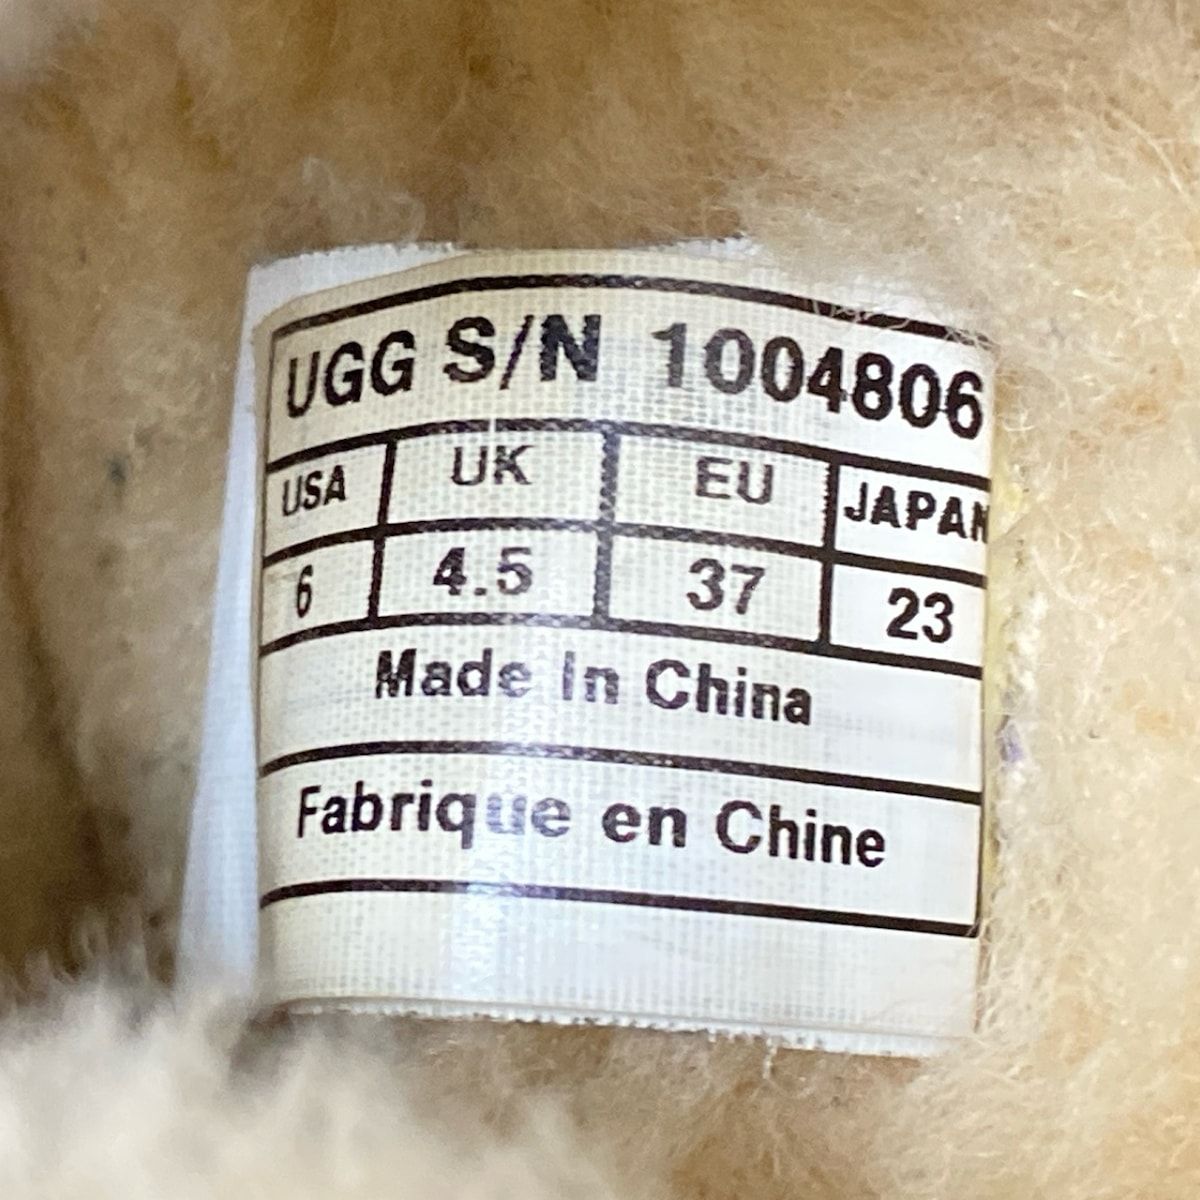 UGG S/N 1004806
USA UK EU JAPAN
6 4.5 37 23
Made In China
Fabrique en Chine